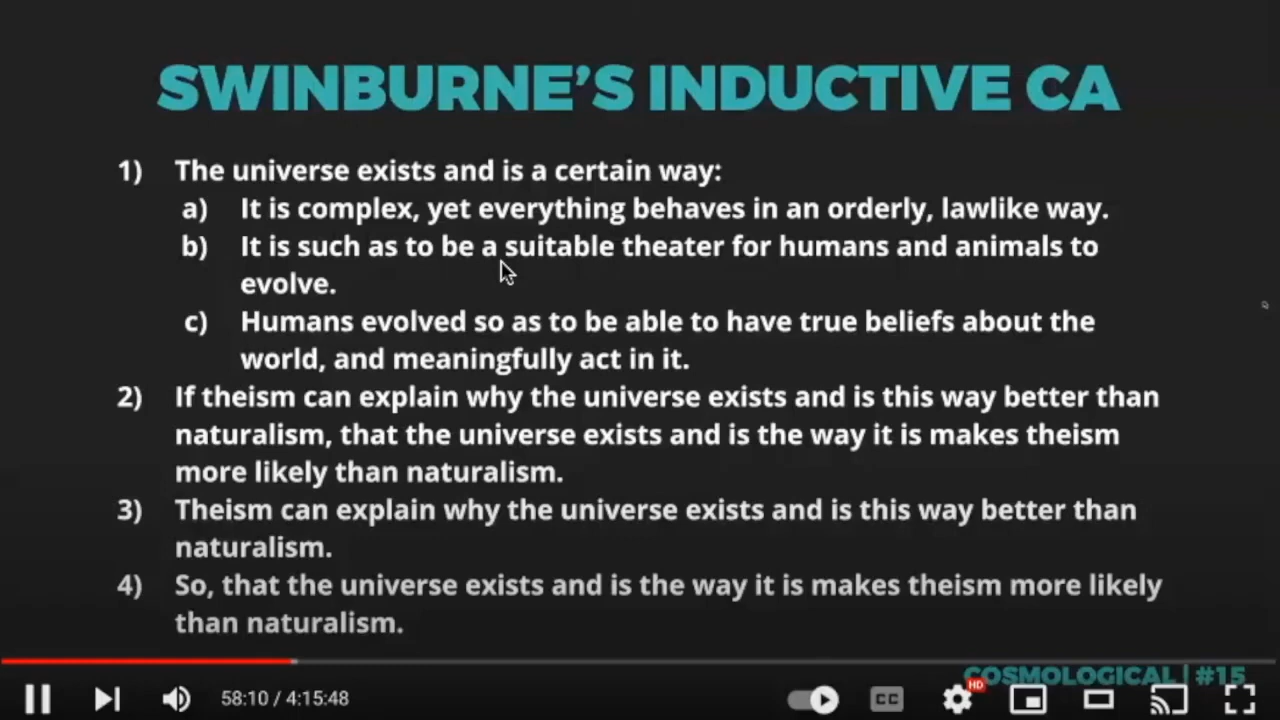 SWINBURNE'S INDUCTIVE CA
1) The universe exists and is a certain way:
a) It is complex, yet everything behaves in an orderly, lawlike way.
b) It is such as to be a suitable theater for humans and animals to
evolve.
c) Humans evolved so as to be able to have true beliefs about the
world, and meaningfully act in it.
2) If theism can explain why the universe exists and is this way better than
naturalism, that the universe exists and is the way it is makes theism
more likely than naturalism.
3) Theism can explain why the universe exists and is this way better than
naturalism.
4) So, that the universe exists and is the way it is makes theism more likely
than naturalism.
COSMOLOGICAL | #15
58:10 / 4:15:48
CC
HD